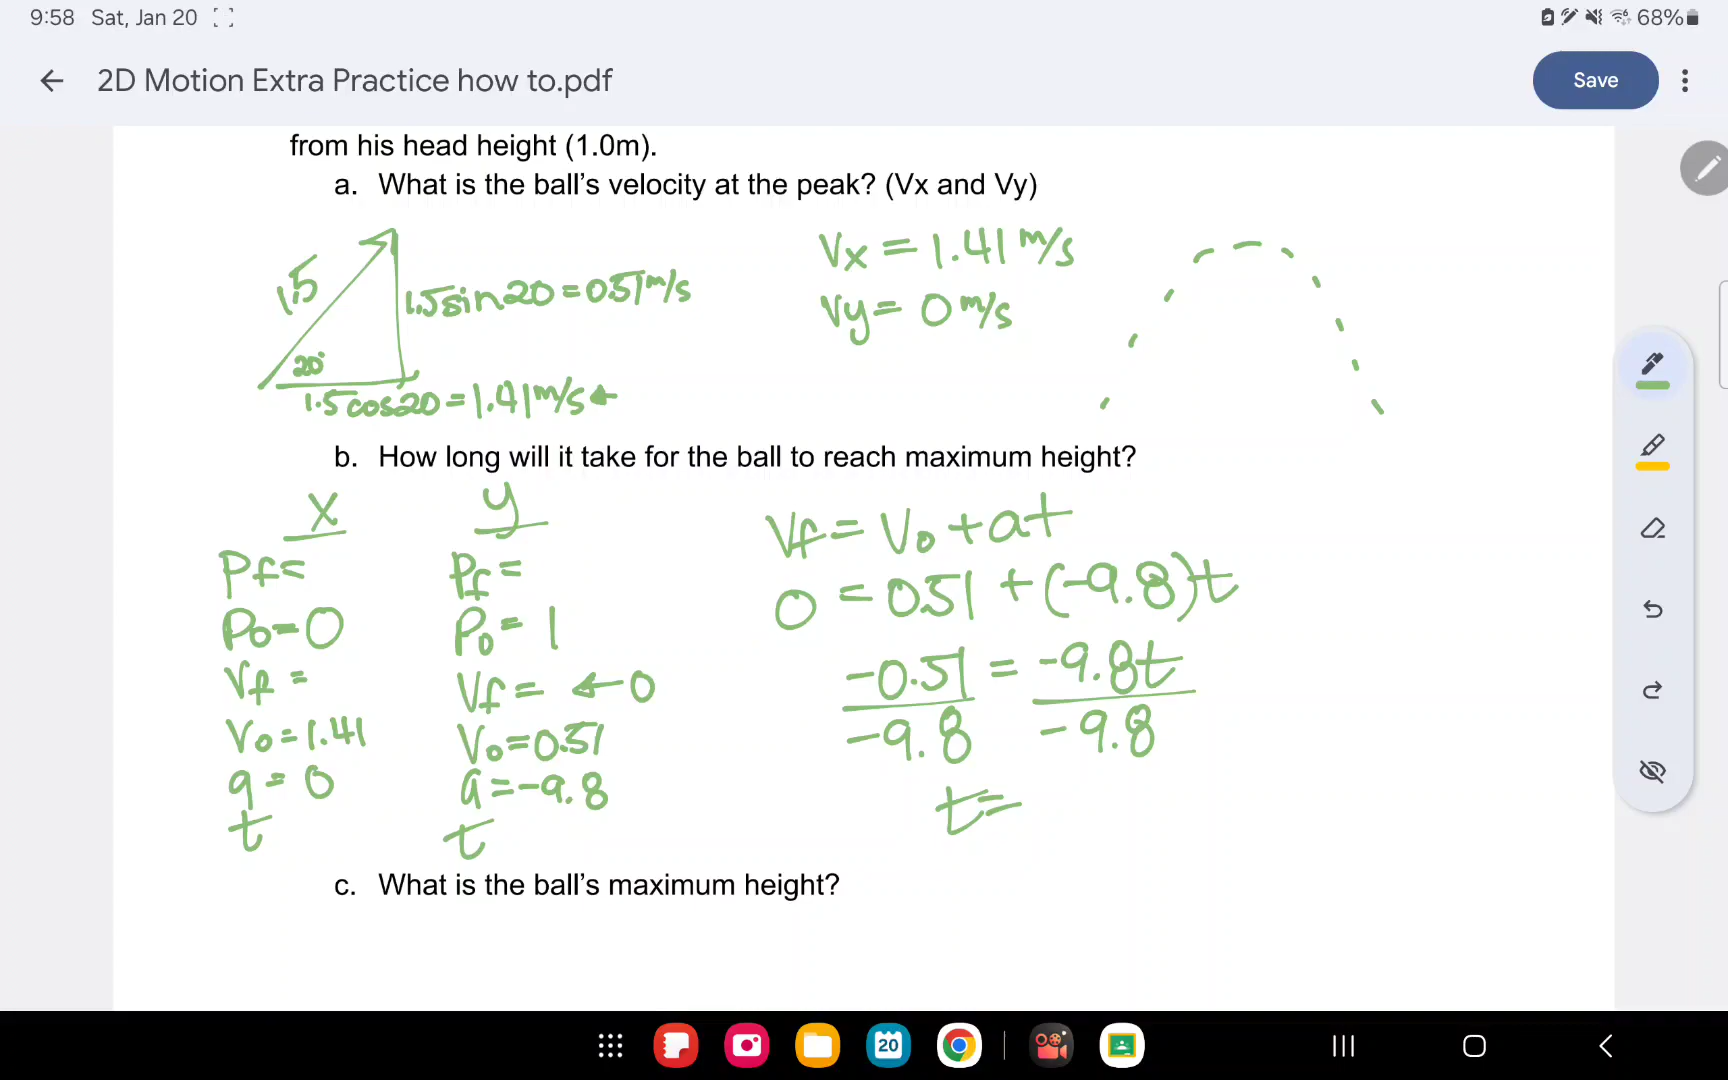 9:58 Sat, Jan 20 68%
2D Motion Extra Practice how to.pdf Save
from his head height (1.0m).
a. What is the ball's velocity at the peak? (Vx and Vy)
1.5 1.5sin20=0.51m/s
20°
1.5cos20=1.41m/s
Vx = 1.41 m/s
Vy = 0 m/s
b. How long will it take for the ball to reach maximum height?
x
Pf=
Po=0
Vf=
Vo=1.41
a=0
t
y
Pf=
Po=1
Vf= ←0
Vo=0.51
a=-9.8
t
Vf=Vo+at
0=0.51+(-9.8)t
-0.51=-9.8t
-9.8 -9.8
t=
c. What is the ball's maximum height?
20